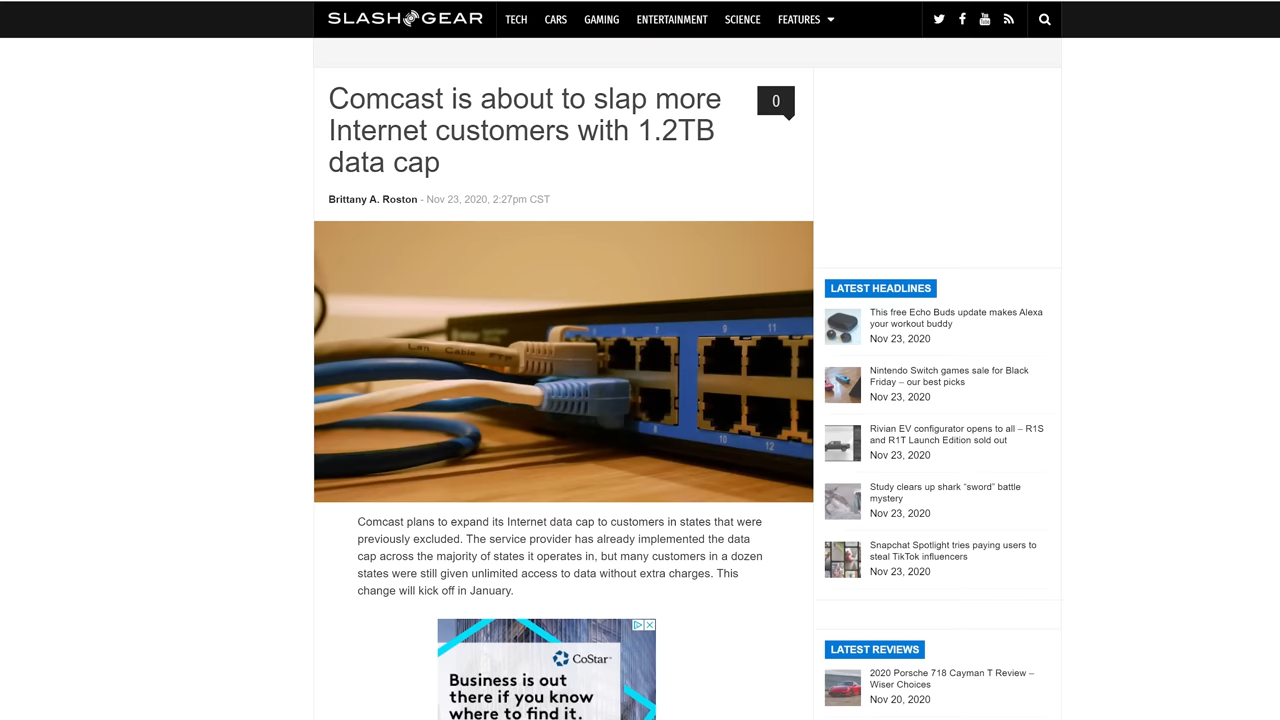 SLASHGEAR TECH CARS GAMING ENTERTAINMENT SCIENCE FEATURES
Comcast is about to slap more
Internet customers with 1.2TB
data cap
0
Brittany A. Roston - Nov 23, 2020, 2:27pm CST
Lan Cable FTP
9 11
8 10 12
Comcast plans to expand its Internet data cap to customers in states that were
previously excluded. The service provider has already implemented the data
cap across the majority of states it operates in, but many customers in a dozen
states were still given unlimited access to data without extra charges. This
change will kick off in January.
CoStar
Business is out
there if you know
where to find it.
LATEST HEADLINES
This free Echo Buds update makes Alexa
your workout buddy
Nov 23, 2020
Nintendo Switch games sale for Black
Friday – our best picks
Nov 23, 2020
Rivian EV configurator opens to all – R1S
and R1T Launch Edition sold out
Nov 23, 2020
Study clears up shark “sword” battle
mystery
Nov 23, 2020
Snapchat Spotlight tries paying users to
steal TikTok influencers
Nov 23, 2020
LATEST REVIEWS
2020 Porsche 718 Cayman T Review –
Wiser Choices
Nov 20, 2020